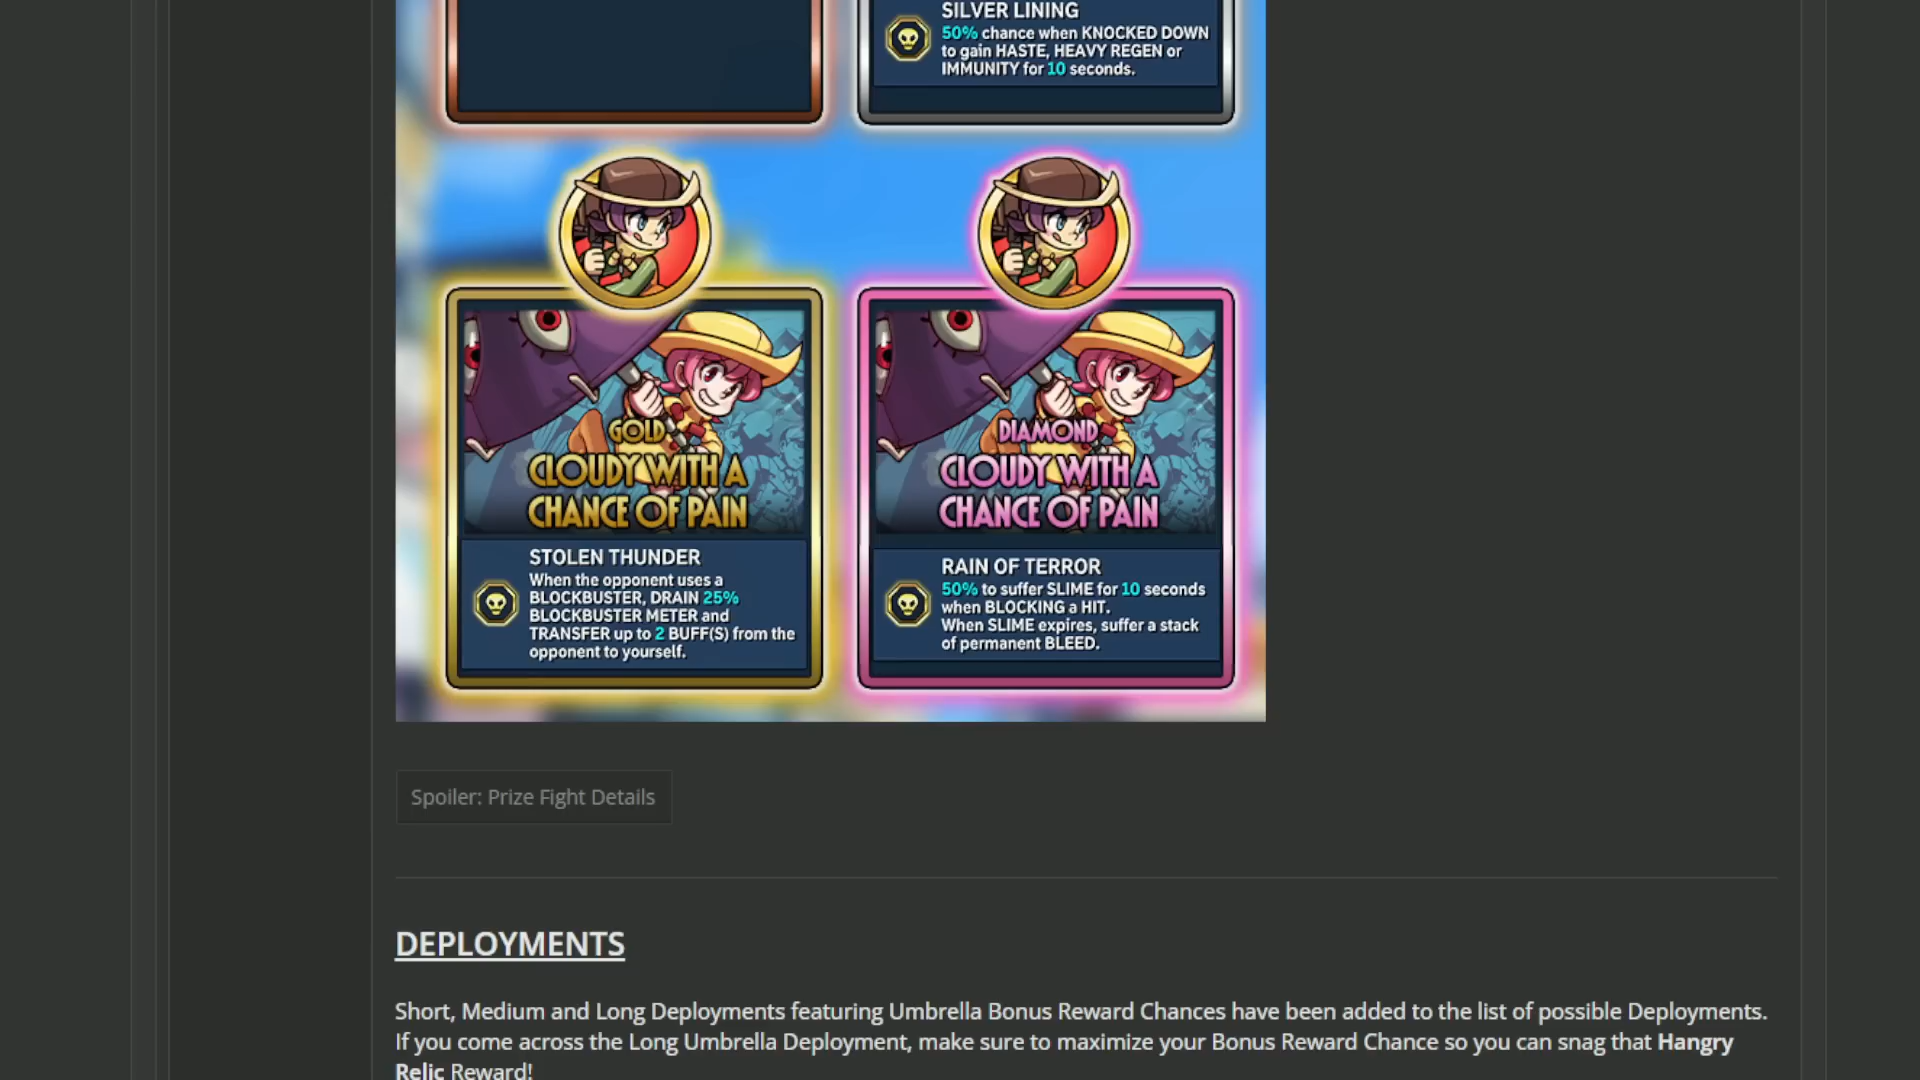 SILVER LINING
50% chance when KNOCKED DOWN
to gain HASTE, HEAVY REGEN or
IMMUNITY for 10 seconds.
GOLD
CLOUDY WITH A
CHANCE OF PAIN
STOLEN THUNDER
When the opponent uses a
BLOCKBUSTER, DRAIN 25%
BLOCKBUSTER METER and
TRANSFER up to 2 BUFF(S) from the
opponent to yourself.
DIAMOND
CLOUDY WITH A
CHANCE OF PAIN
RAIN OF TERROR
50% to suffer SLIME for 10 seconds
when BLOCKING a HIT.
When SLIME expires, suffer a stack
of permanent BLEED.
Spoiler: Prize Fight Details
DEPLOYMENTS
Short, Medium and Long Deployments featuring Umbrella Bonus Reward Chances have been added to the list of possible Deployments.
If you come across the Long Umbrella Deployment, make sure to maximize your Bonus Reward Chance so you can snag that Hangry
Relic Reward!